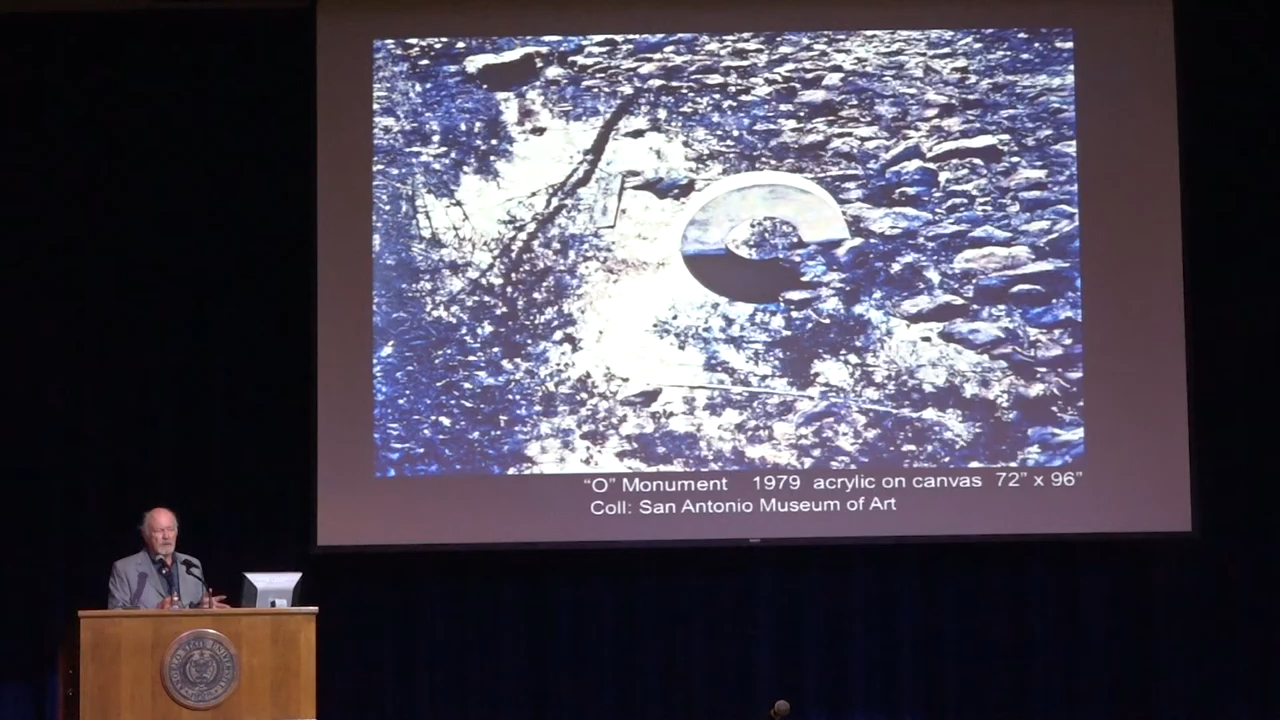 “O” Monument 1979 acrylic on canvas 72” x 96”
Coll: San Antonio Museum of Art